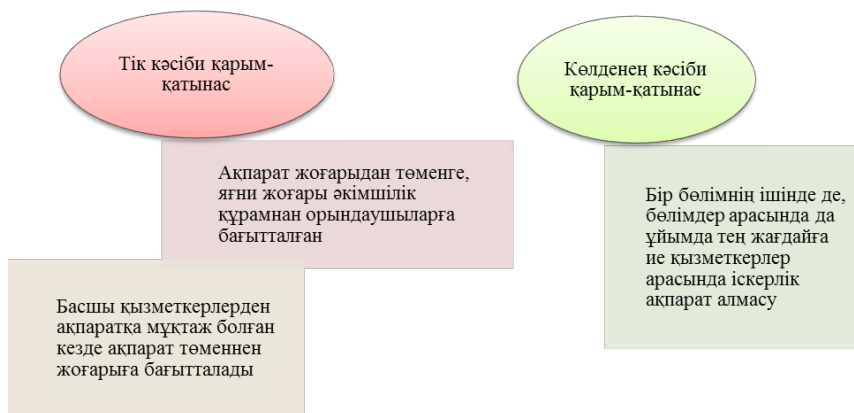 Тік кәсіби қарым-
қатынас
Көлденең кәсіби
қарым-қатынас
Ақпарат жоғарыдан төменге,
яғни жоғары әкімшілік
құрамнан орындаушыларға
бағытталған
Бір бөлімнің ішінде де,
бөлімдер арасында да
ұйымда тең жағдайға
ие қызметкерлер
арасында іскерлік
ақпарат алмасу
Басшы қызметкерлерден
ақпаратқа мұқтаж болған
кезде ақпарат төменнен
жоғарыға бағытталады